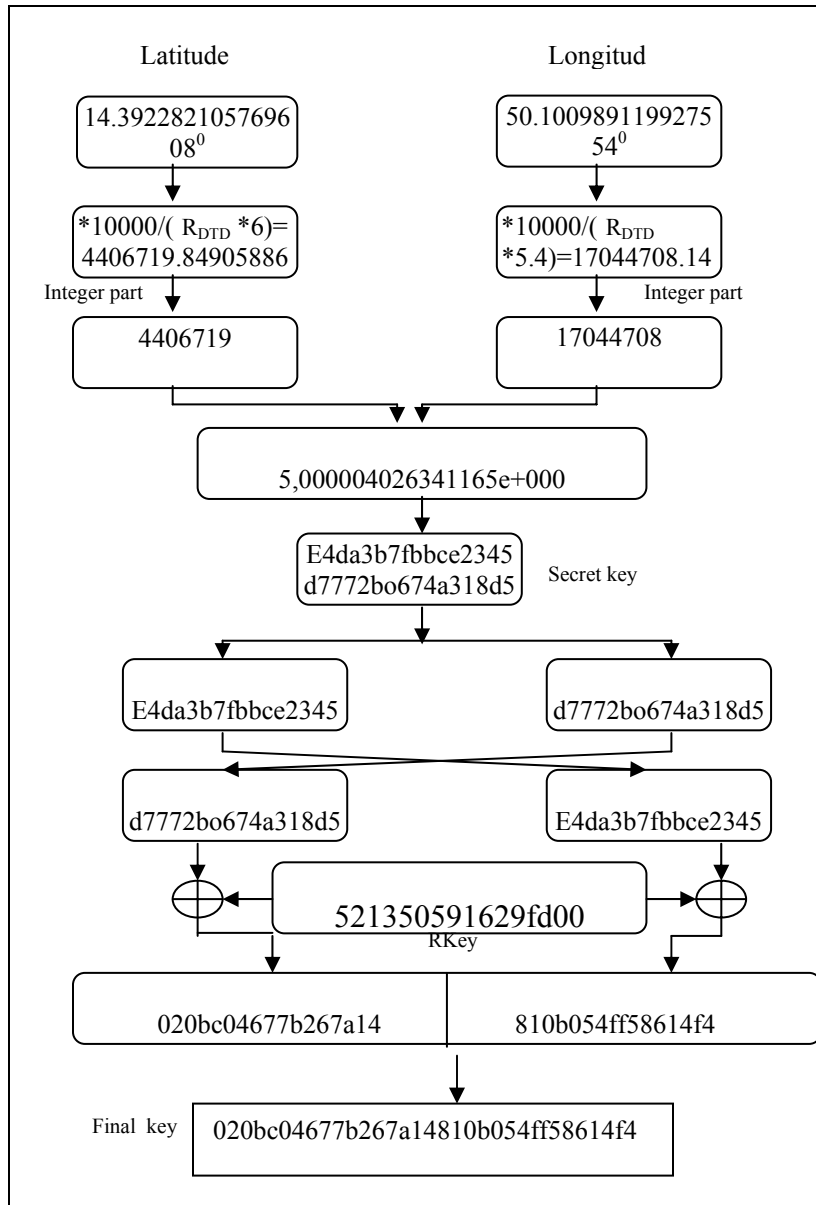 Latitude
Longitud
14.3922821057696
08⁰
50.1009891199275
54⁰
*10000/( R_DTD *6)=
4406719.84905886
*10000/( R_DTD
*5.4)=17044708.14
Integer part
Integer part
4406719
17044708
5,000004026341165e+000
E4da3b7fbbce2345
d7772bo674a318d5
Secret key
E4da3b7fbbce2345
d7772bo674a318d5
d7772bo674a318d5
E4da3b7fbbce2345
521350591629fd00
RKey
020bc04677b267a14
810b054ff58614f4
Final key
020bc04677b267a14810b054ff58614f4